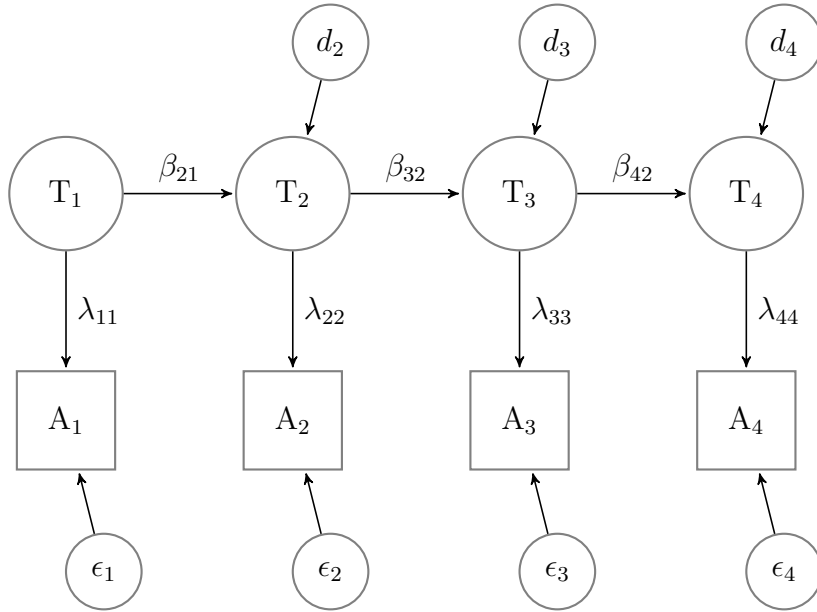 d₂ d₃ d₄
β₂₁ β₃₂ β₄₂
T₁ T₂ T₃ T₄
λ₁₁ λ₂₂ λ₃₃ λ₄₄
A₁ A₂ A₃ A₄
ϵ₁ ϵ₂ ϵ₃ ϵ₄